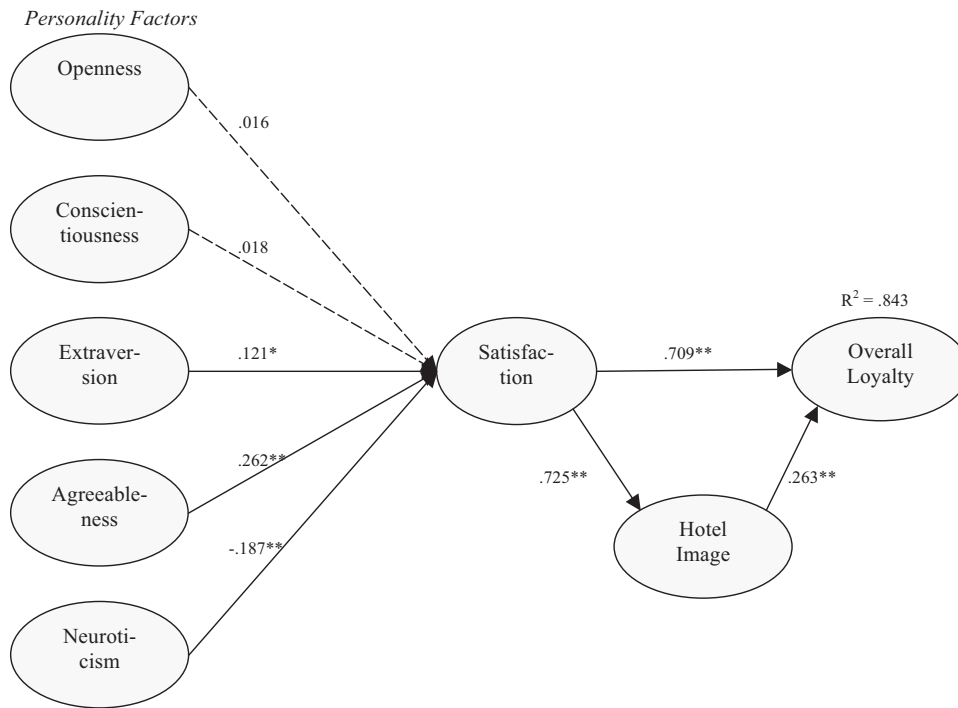 Personality Factors
Openness
.016
Conscien-
tiousness
.018
Extraver-
sion
.121*
Agreeable-
ness
.262**
Neuroti-
cism
-.187**
Satisfac-
tion
.709**
.725**
Hotel
Image
.263**
R² = .843
Overall
Loyalty